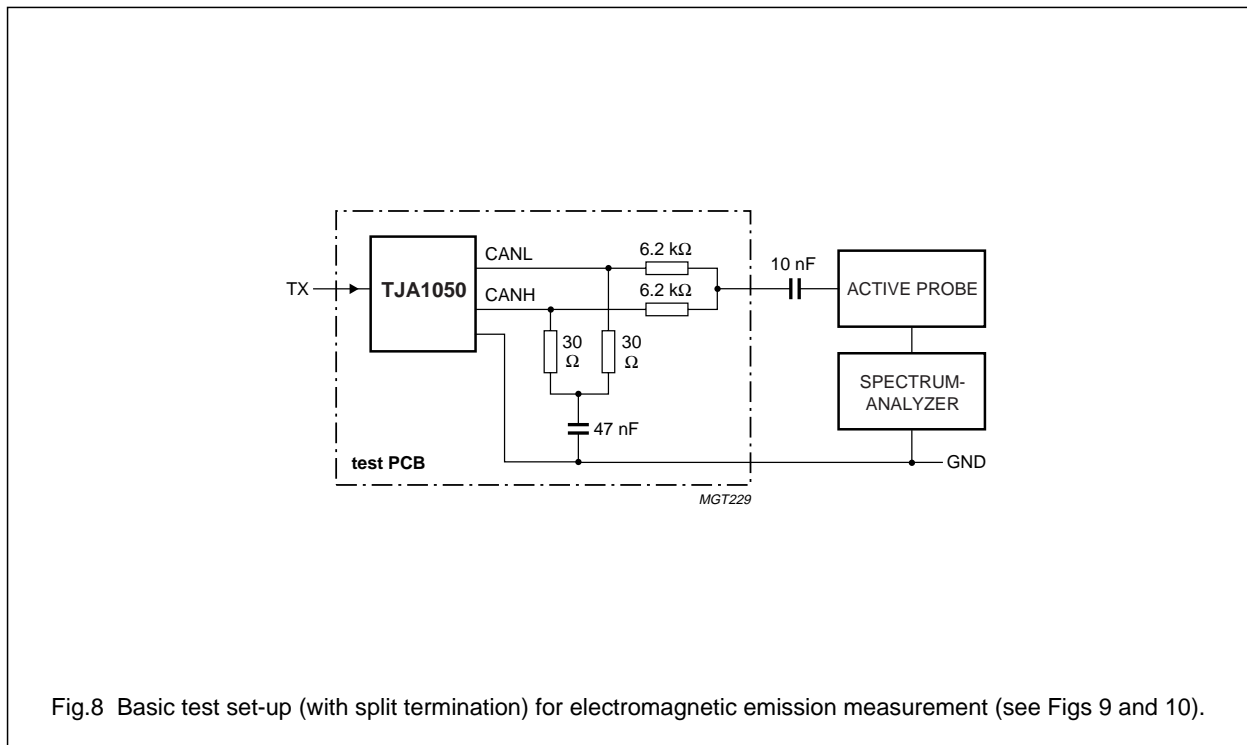 TX
TJA1050
CANL
CANH
6.2 kΩ
6.2 kΩ
30
Ω
30
Ω
47 nF
10 nF
ACTIVE PROBE
SPECTRUM-
ANALYZER
GND
test PCB
MGT229
Fig.8 Basic test set-up (with split termination) for electromagnetic emission measurement (see Figs 9 and 10).